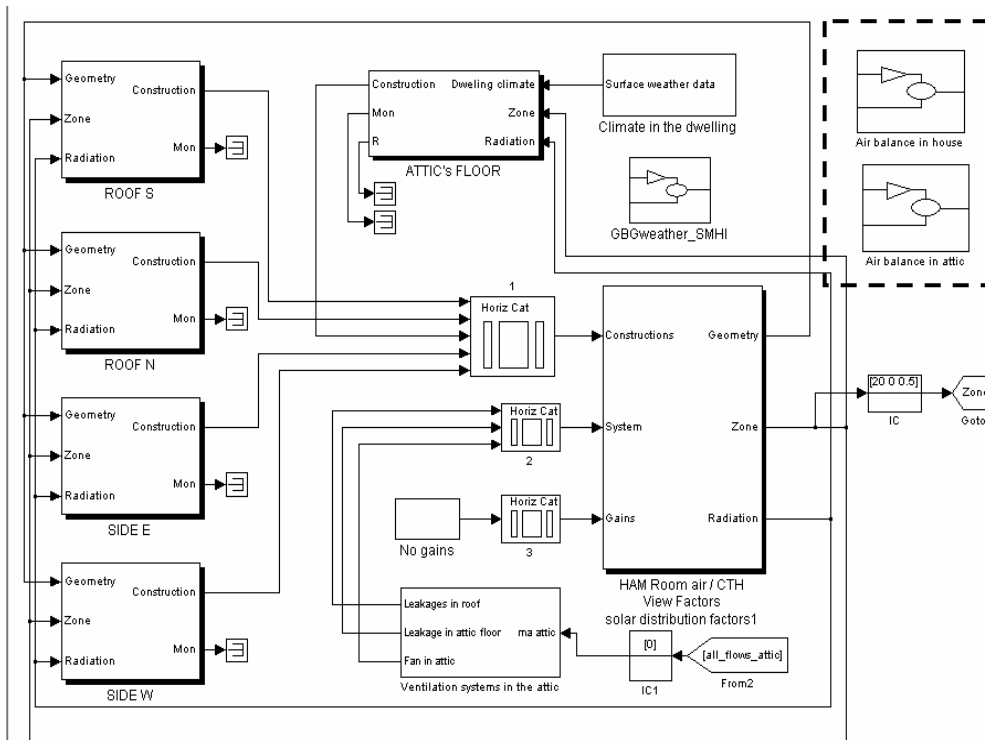 Geometry
Construction
Zone
Radiation
Mon
ROOF S
Geometry
Construction
Zone
Radiation
Mon
ROOF N
Geometry
Construction
Zone
Radiation
Mon
SIDE E
Geometry
Construction
Zone
Radiation
Mon
SIDE W
Construction
Dweling climate
Mon
Zone
R
Radiation
ATTIC's FLOOR
Surface weather data
Climate in the dwelling
GBGweather_SMHI
Air balance in house
Air balance in attic
1
Horiz Cat
Horiz Cat
2
Horiz Cat
3
No gains
Constructions
Geometry
System
Zone
Gains
Radiation
HAM Room air / CTH
View Factors
solar distribution factors1
[20 0 0.5]
IC
Zone
Goto
Leakages in roof
Leakage in attic floor
ma attic
Fan in attic
Ventilation systems in the attic
[0]
IC1
[all_flows_attic]
From2